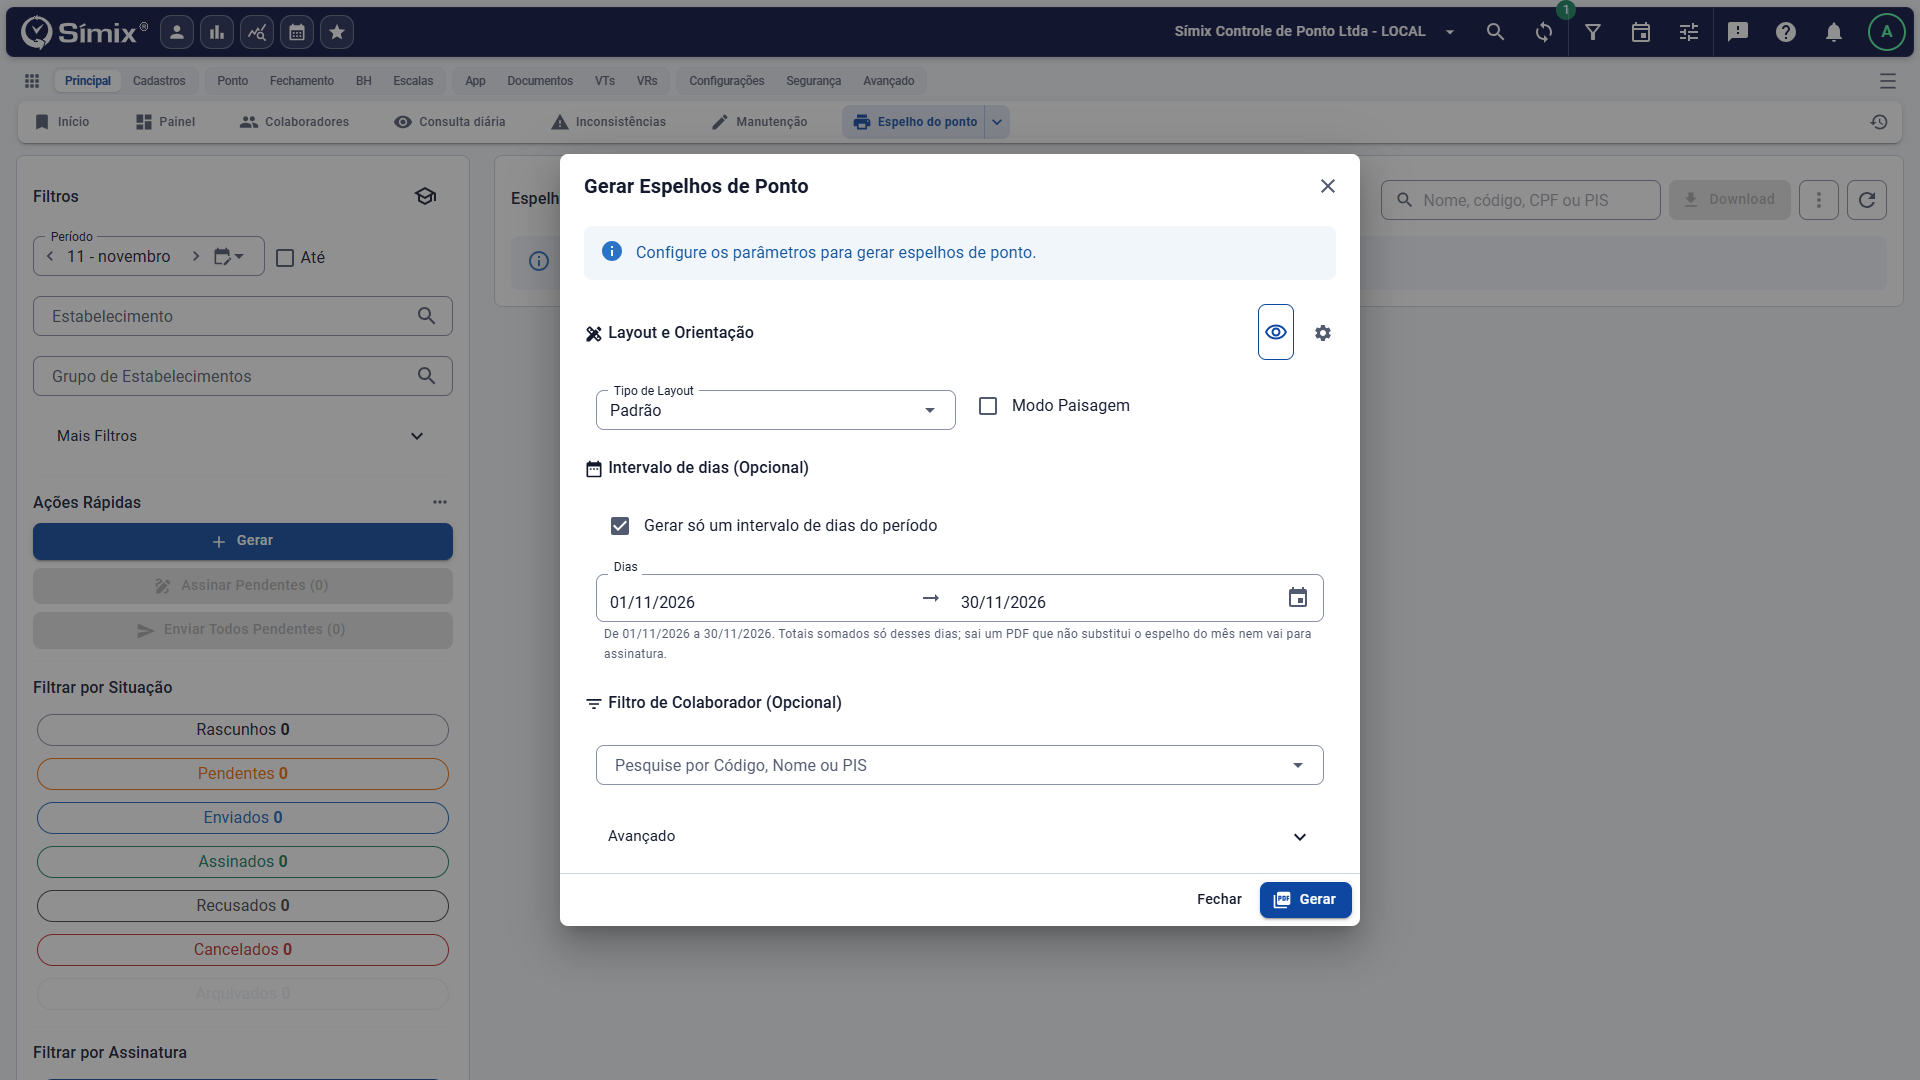 Símix®
Símix Controle de Ponto Ltda - LOCAL
1
A
Principal
Cadastros
Ponto
Fechamento
BH
Escalas
App
Documentos
VTs
VRs
Configurações
Segurança
Avançado
Início
Painel
Colaboradores
Consulta diária
Inconsistências
Manutenção
Espelho do ponto
Filtros
Período
11 - novembro
Até
Estabelecimento
Grupo de Estabelecimentos
Mais Filtros
Ações Rápidas
Gerar
Assinar Pendentes (0)
Enviar Todos Pendentes (0)
Filtrar por Situação
Rascunhos 0
Pendentes 0
Enviados 0
Assinados 0
Recusados 0
Cancelados 0
Arquivados 0
Filtrar por Assinatura
Espelh
Nome, código, CPF ou PIS
Download
Gerar Espelhos de Ponto
Configure os parâmetros para gerar espelhos de ponto.
Layout e Orientação
Tipo de Layout
Padrão
Modo Paisagem
Intervalo de dias (Opcional)
Gerar só um intervalo de dias do período
Dias
01/11/2026
30/11/2026
De 01/11/2026 a 30/11/2026. Totais somados só desses dias; sai um PDF que não substitui o espelho do mês nem vai para
assinatura.
Filtro de Colaborador (Opcional)
Pesquise por Código, Nome ou PIS
Avançado
Fechar
PDF
Gerar